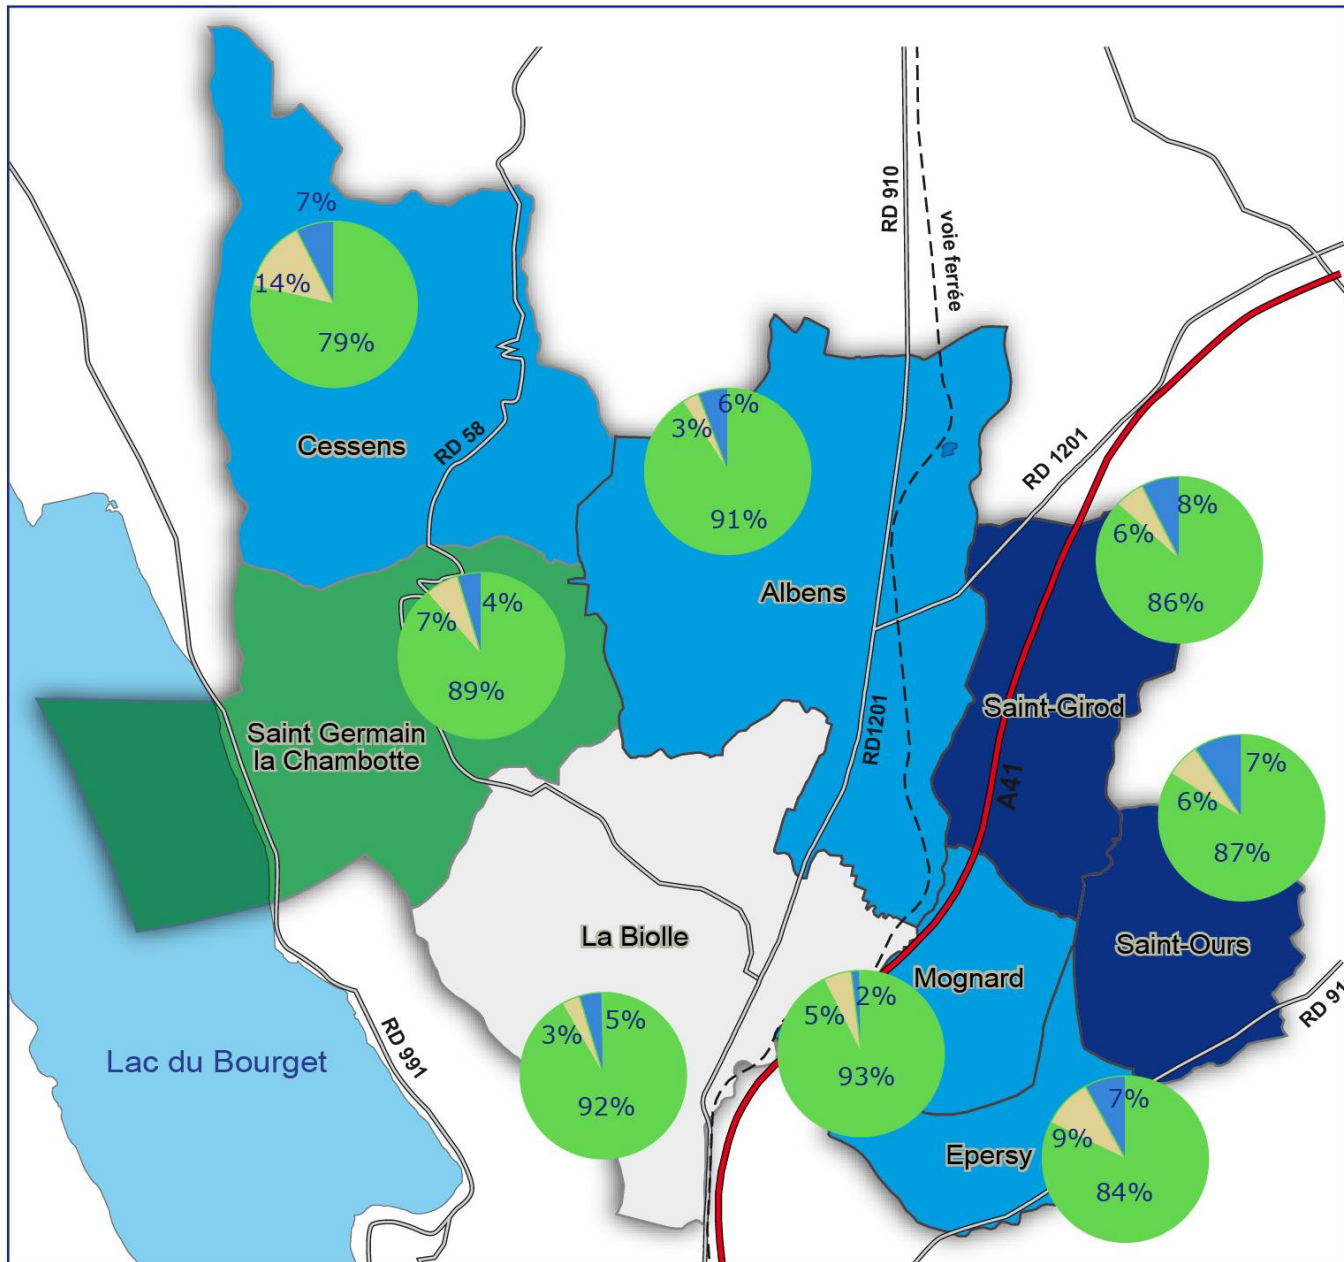 7%
14%
79%
Cessens
RD 58
RD 910
voie ferrée
3%
6%
91%
Albens
RD 1201
6%
8%
86%
7%
4%
89%
Saint Germain
la Chambotte
Saint-Girod
RD1201
A41
6%
7%
87%
La Biolle
Saint-Ours
Mognard
RD 91
3%
5%
92%
5%
2%
93%
Lac du Bourget
RD 991
7%
9%
84%
Epersy